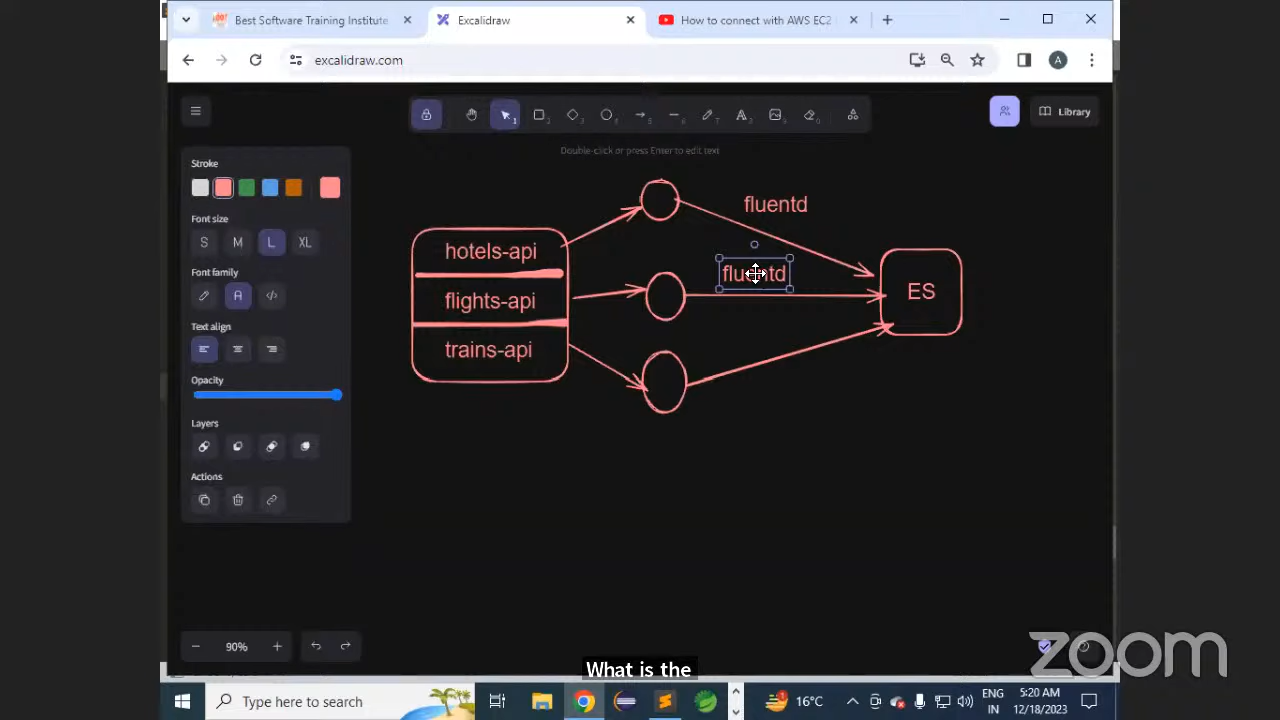 Best Software Training Institute
Excalidraw
How to connect with AWS EC2
excalidraw.com
Library
Double-click or press Enter to edit text
Stroke
Font size
S M L XL
Font family
A
Text align
Opacity
Layers
Actions
fluentd
hotels-api
fluentd
ES
flights-api
trains-api
90%
zoom
What is the
Type here to search
16°C
ENG
IN
5:20 AM
12/18/2023